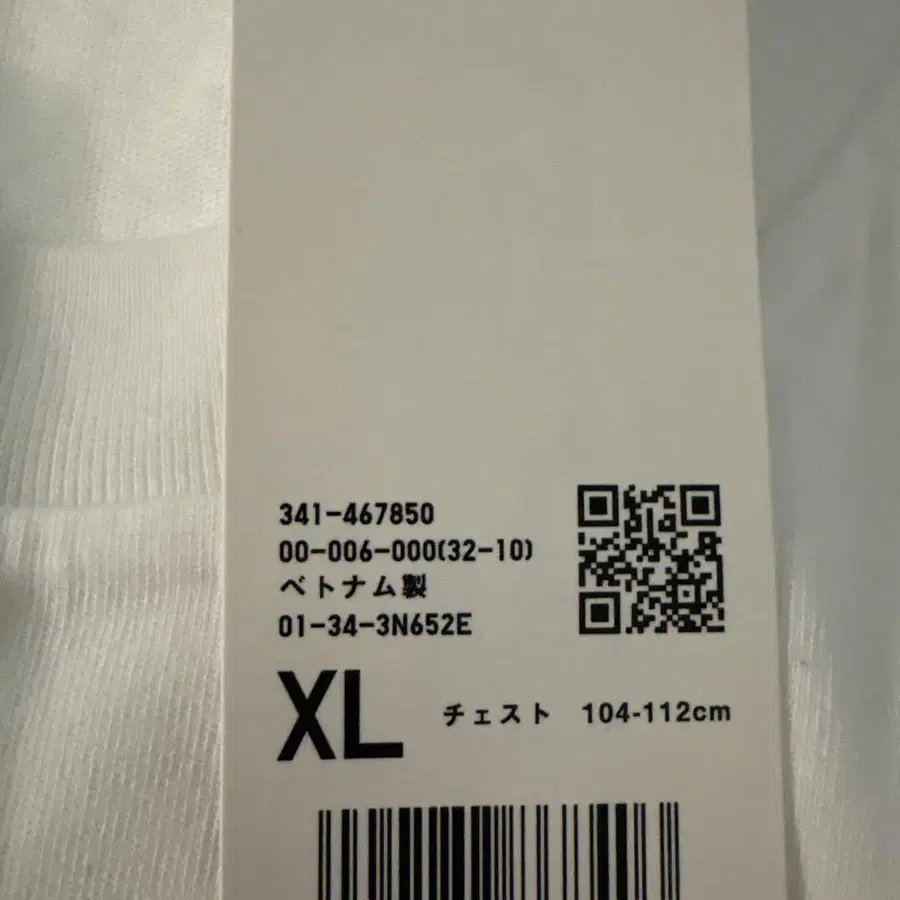 341-467850
00-006-000(32-10)
ベトナム製
01-34-3N652E
XL チェスト 104-112cm